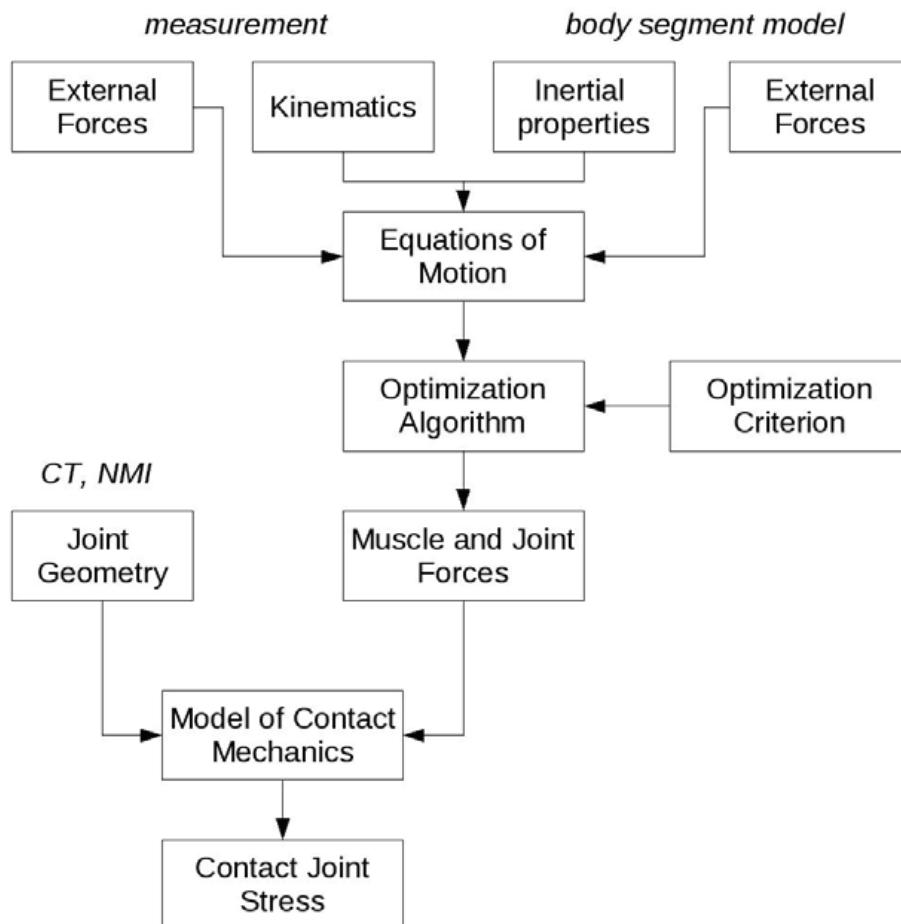 measurement
body segment model
External
Forces
Kinematics
Inertial
properties
External
Forces
Equations of
Motion
Optimization
Algorithm
Optimization
Criterion
CT, NMI
Joint
Geometry
Muscle and Joint
Forces
Model of Contact
Mechanics
Contact Joint
Stress